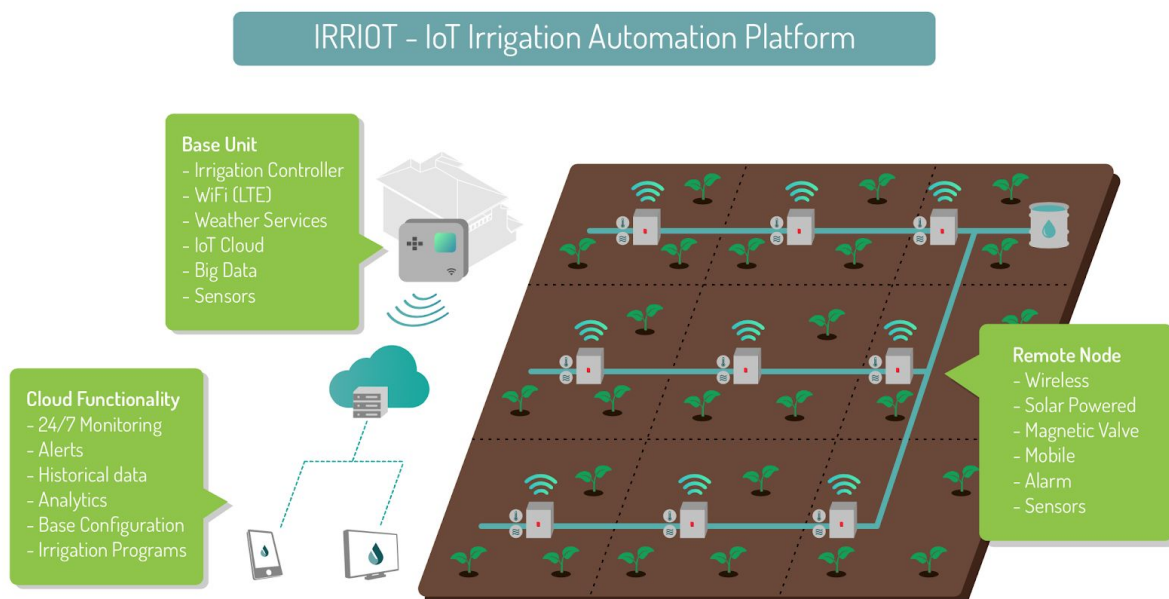 IRRIOT - IoT Irrigation Automation Platform
Base Unit
- Irrigation Controller
- WiFi (LTE)
- Weather Services
- IoT Cloud
- Big Data
- Sensors
Cloud Functionality
- 24/7 Monitoring
- Alerts
- Historical data
- Analytics
- Base Configuration
- Irrigation Programs
Remote Node
- Wireless
- Solar Powered
- Magnetic Valve
- Mobile
- Alarm
- Sensors